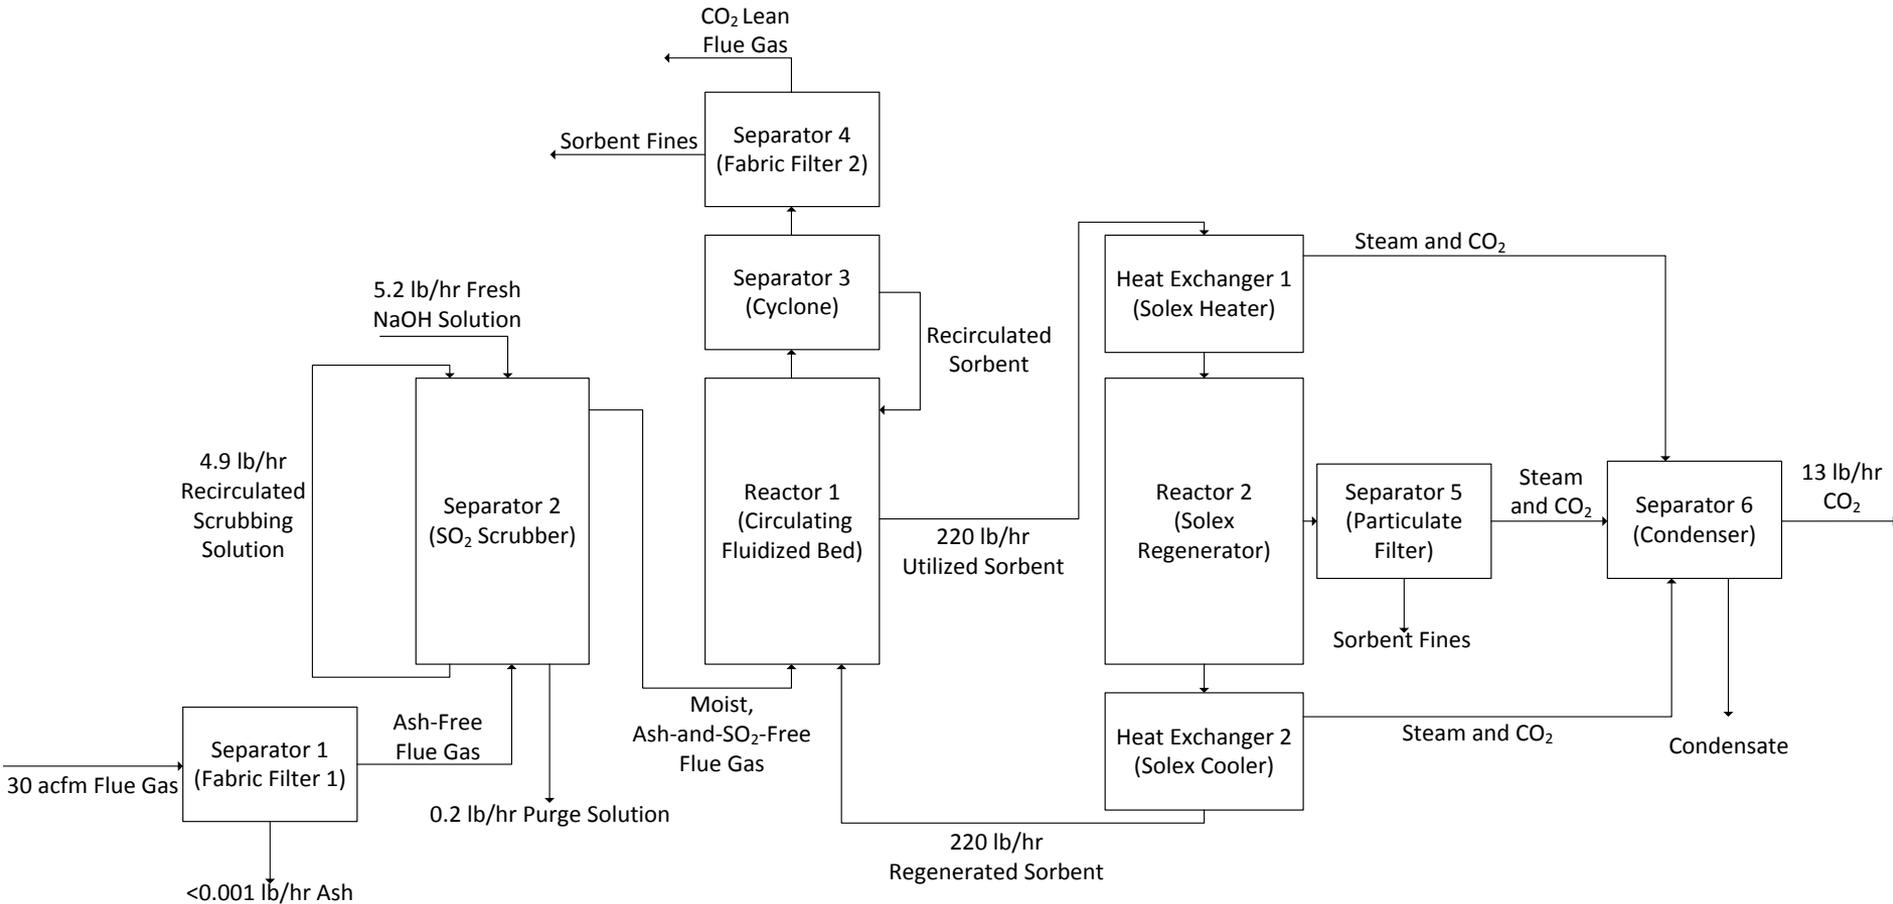 CO₂ Lean
Flue Gas
Separator 4
(Fabric Filter 2)
Sorbent Fines
Separator 3
(Cyclone)
Recirculated
Sorbent
Heat Exchanger 1
(Solex Heater)
Steam and CO₂
5.2 lb/hr Fresh
NaOH Solution
4.9 lb/hr
Recirculated
Scrubbing
Solution
Separator 2
(SO₂ Scrubber)
Reactor 1
(Circulating
Fluidized Bed)
220 lb/hr
Utilized Sorbent
Reactor 2
(Solex
Regenerator)
Separator 5
(Particulate
Filter)
Steam
and CO₂
Separator 6
(Condenser)
13 lb/hr
CO₂
Sorbent Fines
Separator 1
(Fabric Filter 1)
30 acfm Flue Gas
Ash-Free
Flue Gas
Moist,
Ash-and-SO₂-Free
Flue Gas
Heat Exchanger 2
(Solex Cooler)
Steam and CO₂
Condensate
0.2 lb/hr Purge Solution
220 lb/hr
Regenerated Sorbent
<0.001 lb/hr Ash